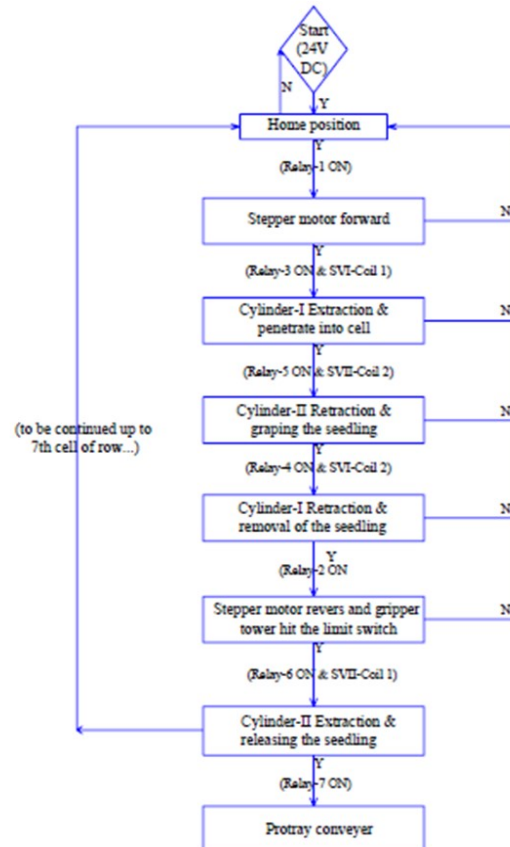 Start
(24V
DC)
N
Y
Home position
Y
(Relay-1 ON)
Stepper motor forward
N
Y
(Relay-3 ON & SVI-Coil 1)
Cylinder-I Extraction &
penetrate into cell
N
Y
(Relay-5 ON & SVII-Coil 2)
Cylinder-II Retraction &
graping the seedling
N
(to be continued up to
7th cell of row...)
Y
(Relay-4 ON & SVI-Coil 2)
Cylinder-I Retraction &
removal of the seedling
N
Y
(Relay-2 ON
Stepper motor revers and gripper
tower hit the limit switch
N
Y
(Relay-6 ON & SVII-Coil 1)
Cylinder-II Extraction &
releasing the seedling
Y
(Relay-7 ON)
Protray conveyer